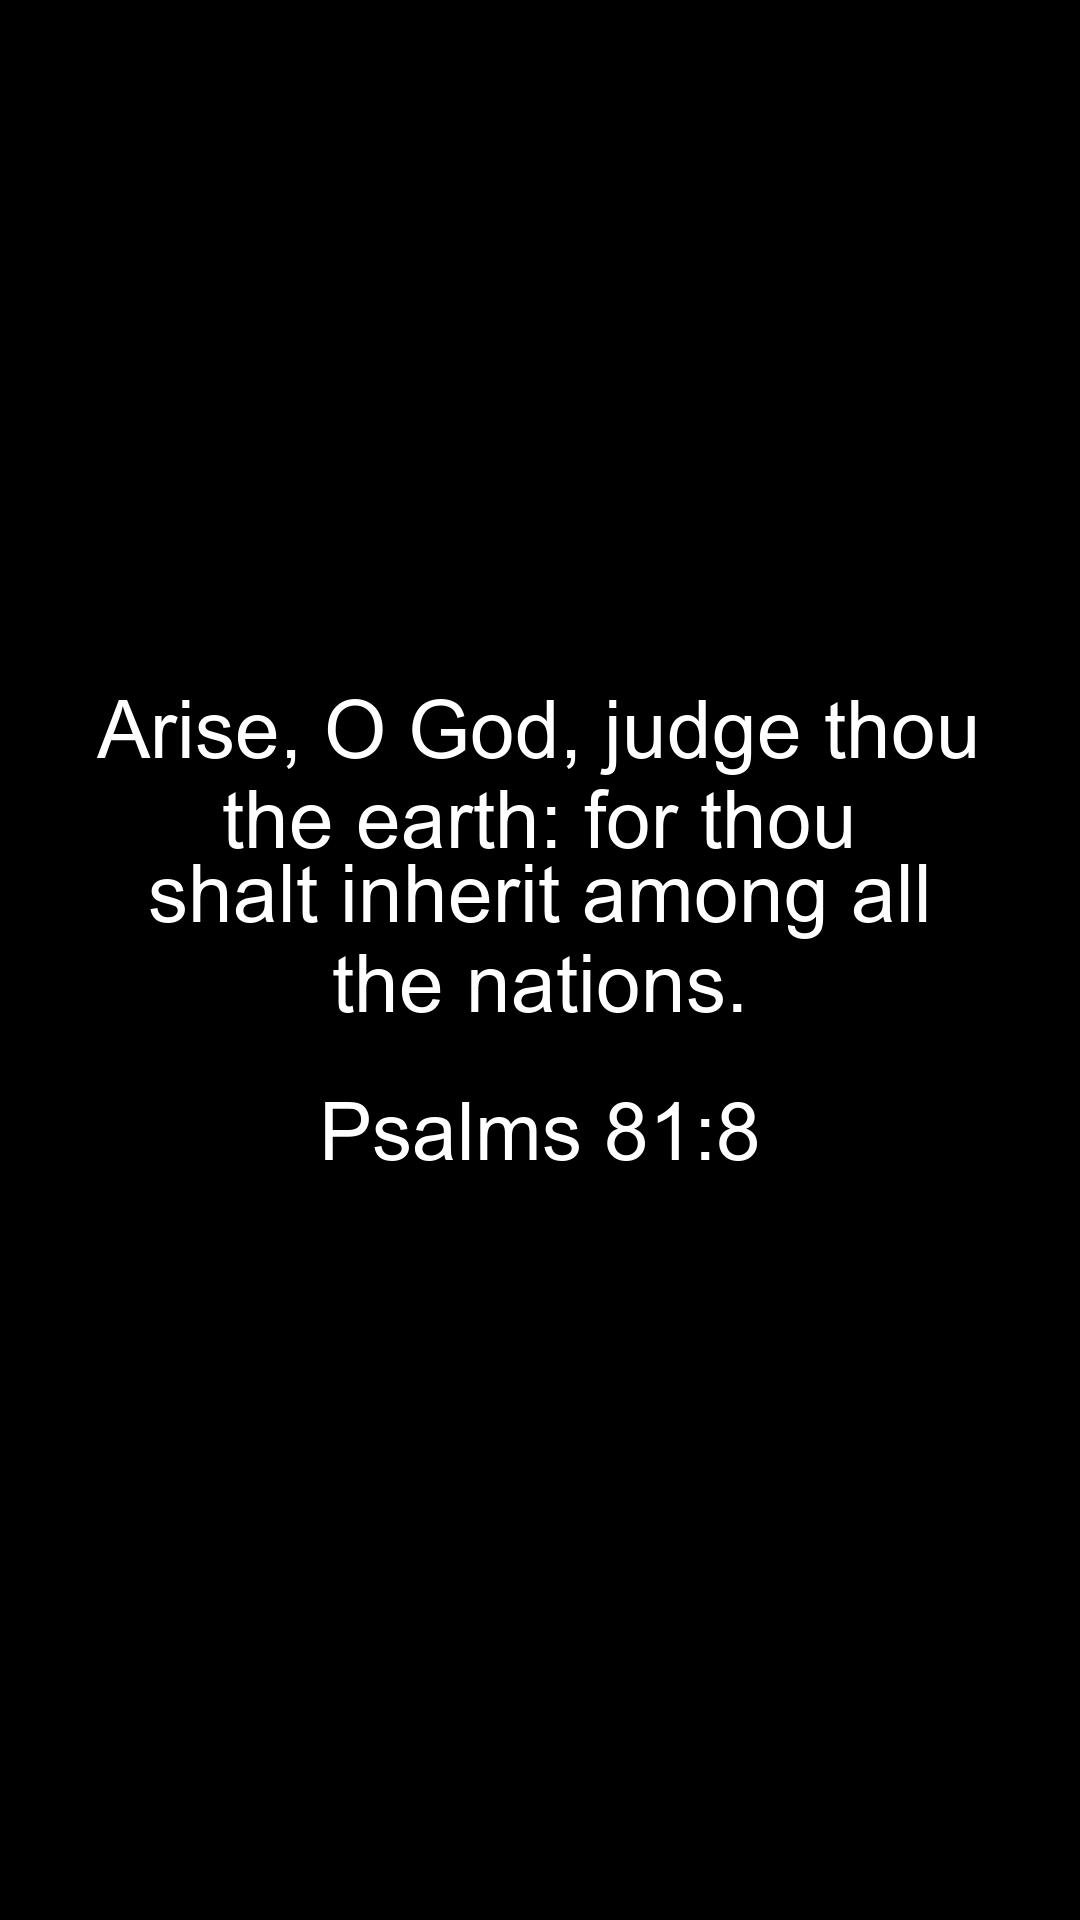 Arise, O God, judge thou
the earth: for thou
shalt inherit among all
the nations.
Psalms 81:8